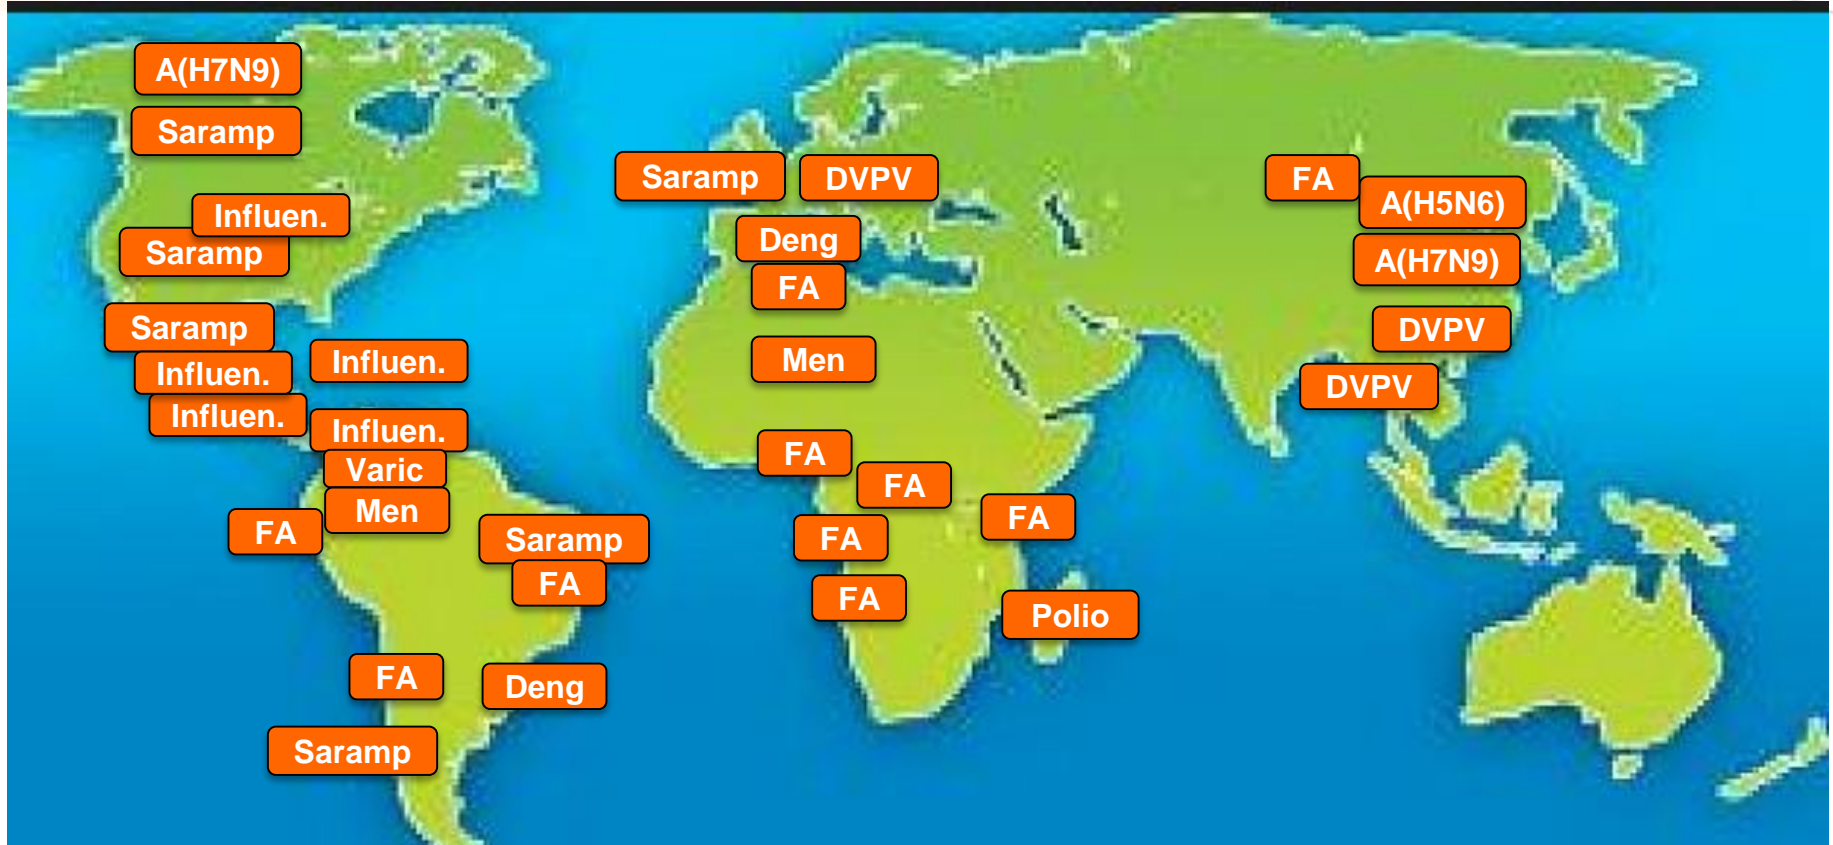 A(H7N9)
Saramp
Influen.
Saramp
Saramp
Influen.
Influen.
Influen.
Influen.
Varic
Men
FA
Saramp
FA
FA
Deng
Saramp
Saramp
DVPV
Deng
FA
Men
FA
FA
FA
FA
FA
Polio
FA
A(H5N6)
A(H7N9)
DVPV
DVPV